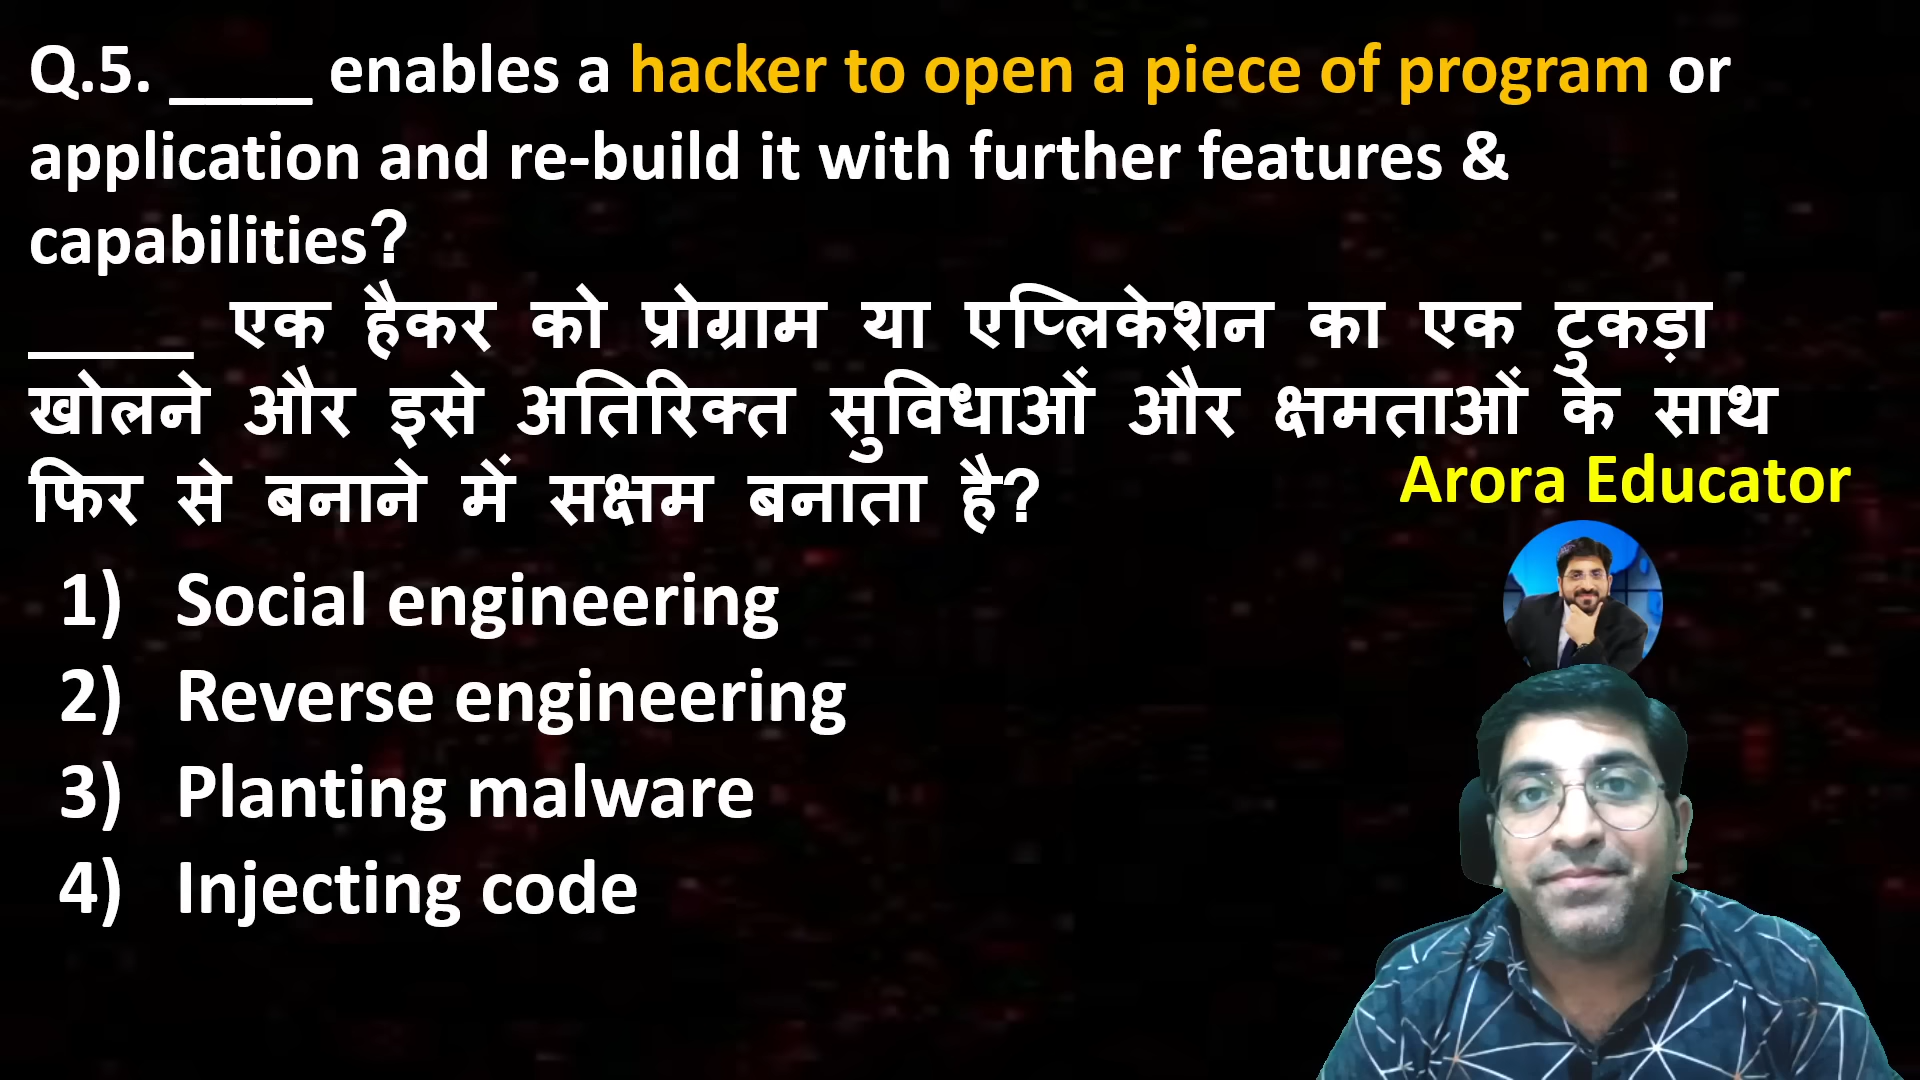 Q.5. ____ enables a hacker to open a piece of program or
application and re-build it with further features &
capabilities?
_____ एक हैकर को प्रोग्राम या एप्लिकेशन का एक टुकड़ा
खोलने और इसे अतिरिक्त सुविधाओं और क्षमताओं के साथ
फिर से बनाने में सक्षम बनाता है?
Arora Educator
1) Social engineering
2) Reverse engineering
3) Planting malware
4) Injecting code